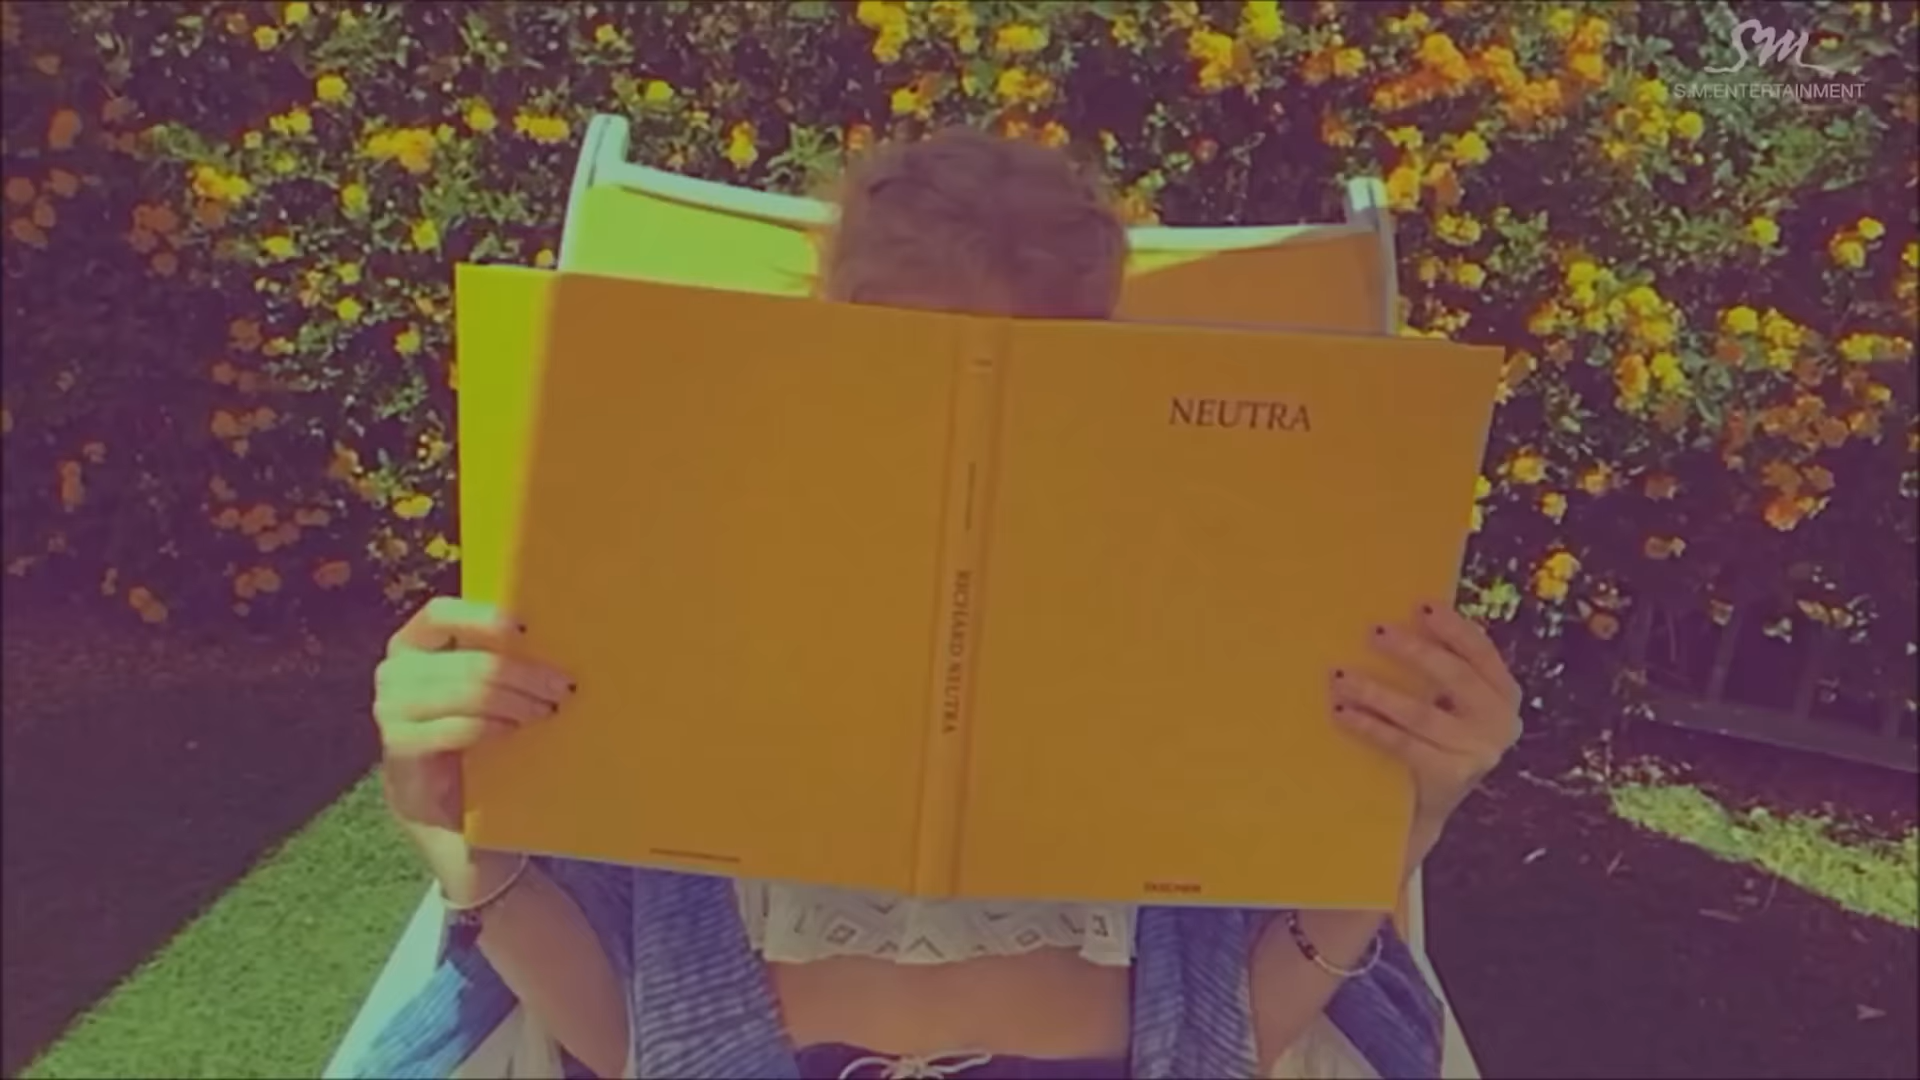 SM
S.M.ENTERTAINMENT
NEUTRA
RICHARD NEUTRA
TASCHEN